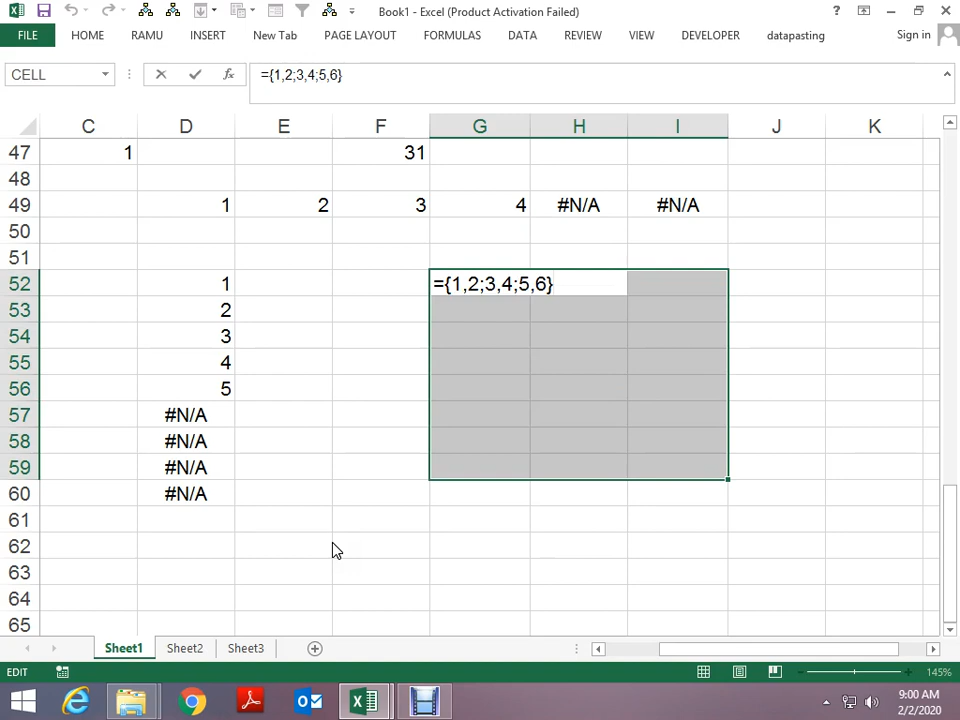 Book1 - Excel (Product Activation Failed)
FILE HOME RAMU INSERT New Tab PAGE LAYOUT FORMULAS DATA REVIEW VIEW DEVELOPER datapasting Sign in
CELL fx ={1,2;3,4;5,6}
C D E F G H I J K
47 1 31
48
49 1 2 3 4 #N/A #N/A
50
51
52 1 ={1,2;3,4;5,6}
53 2
54 3
55 4
56 5
57 #N/A
58 #N/A
59 #N/A
60 #N/A
61
62
63
64
65
Sheet1 Sheet2 Sheet3
EDIT 145%
9:00 AM
2/2/2020